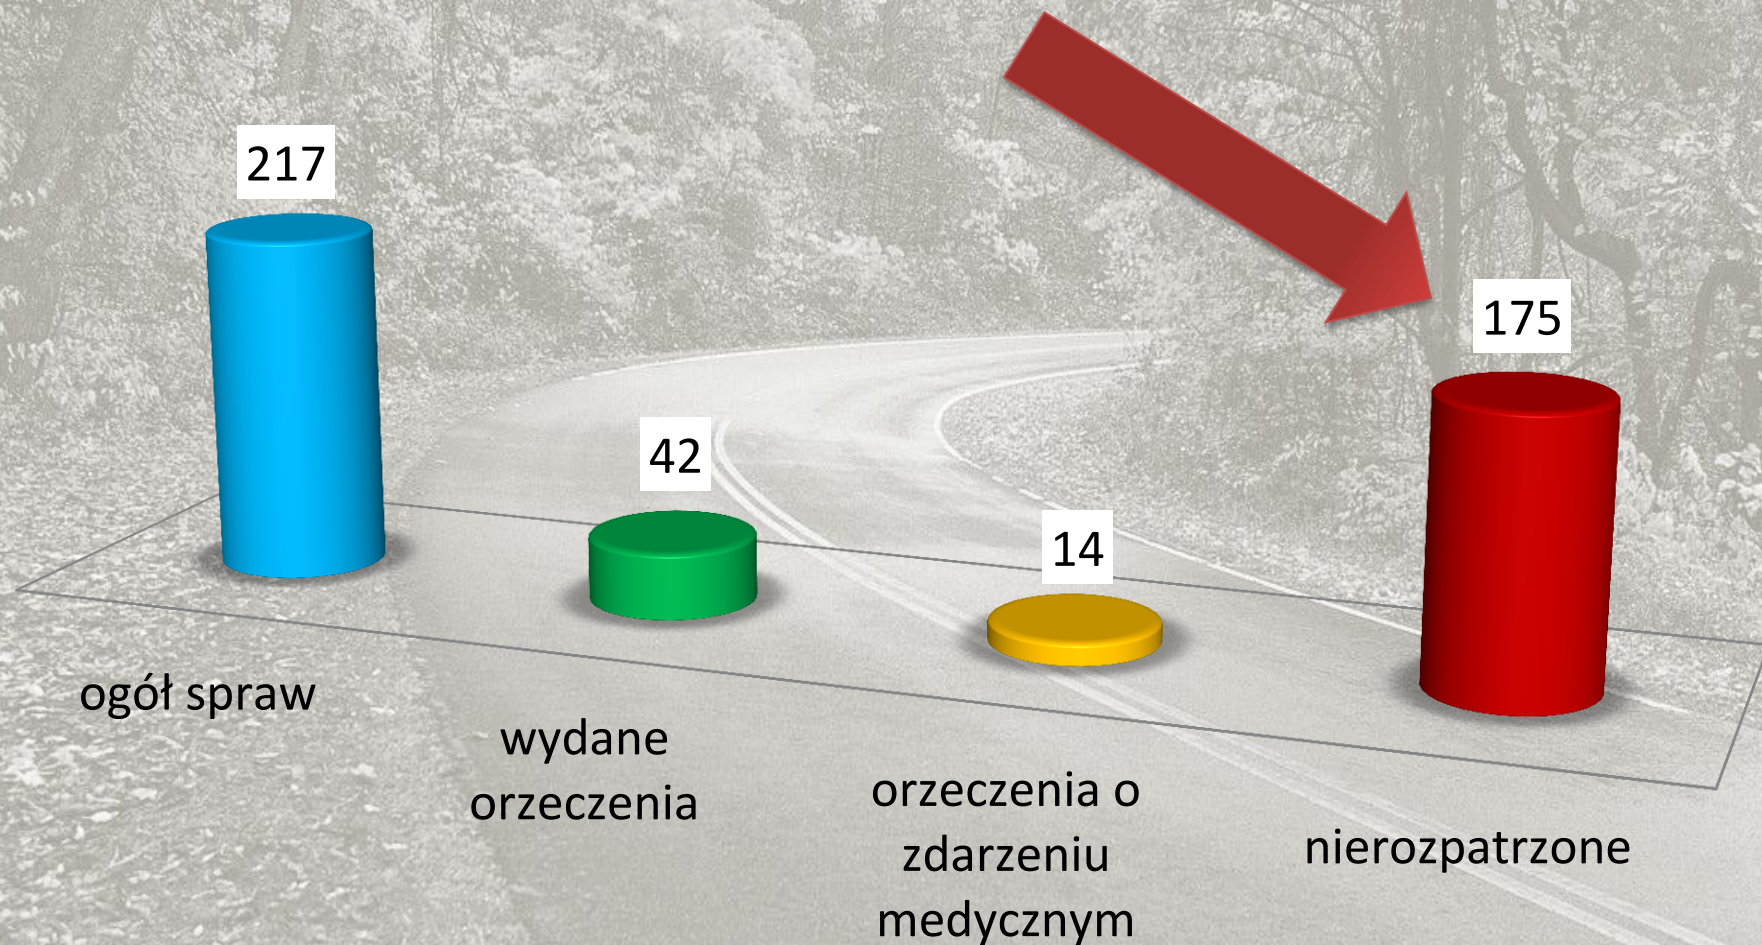 217
42
14
175
ogół spraw
wydane
orzeczenia
orzeczenia o
zdarzeniu
medycznym
nierozpatrzone